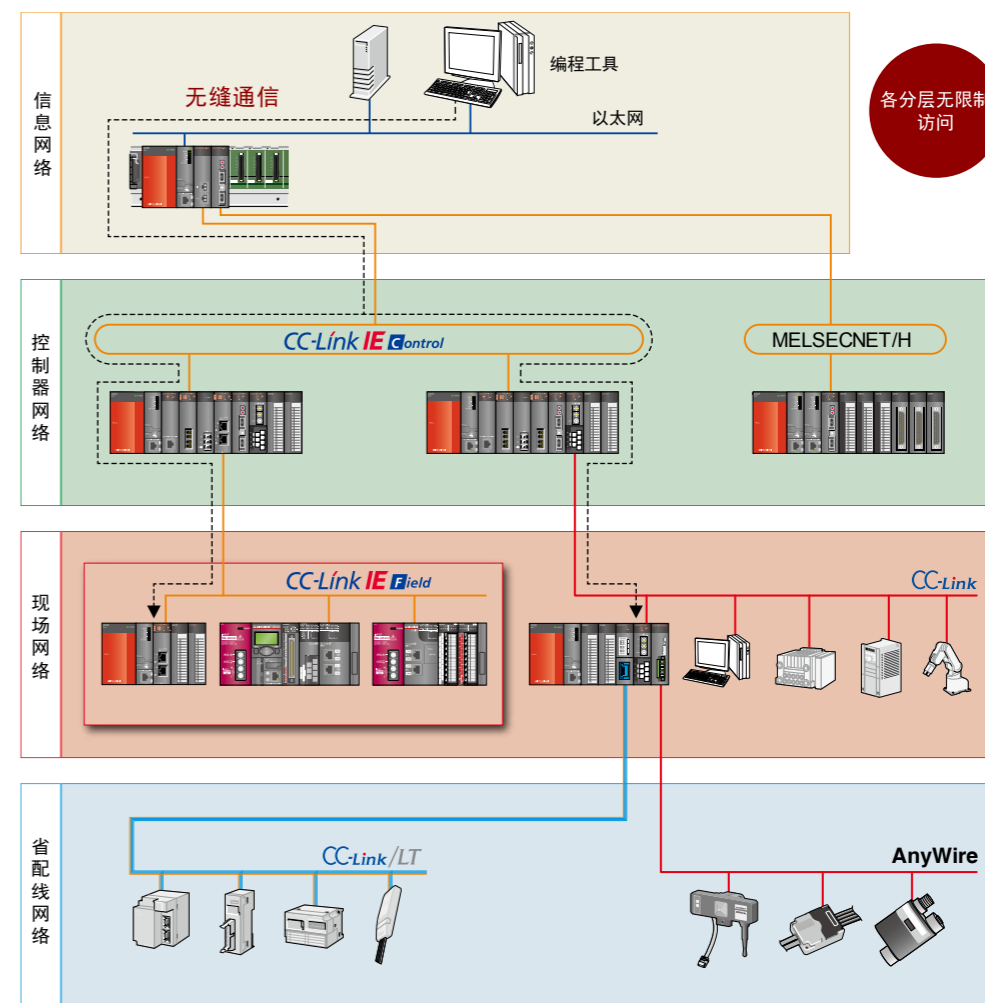 信息网络
无缝通信
编程工具
以太网
各分层无限制
访问
控制器网络
CC-Link IE Control
MELSECNET/H
现场网络
CC-Link IE Field
CC-Link
省配线网络
CC-Link/LT
AnyWire